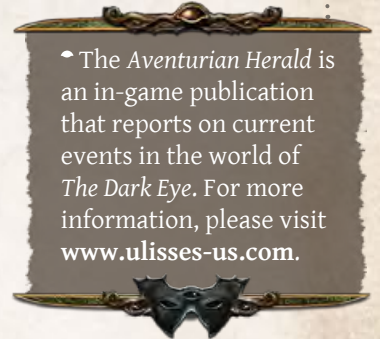 The Aventurian Herald is
an in-game publication
that reports on current
events in the world of
The Dark Eye. For more
information, please visit
www.ulisses-us.com.